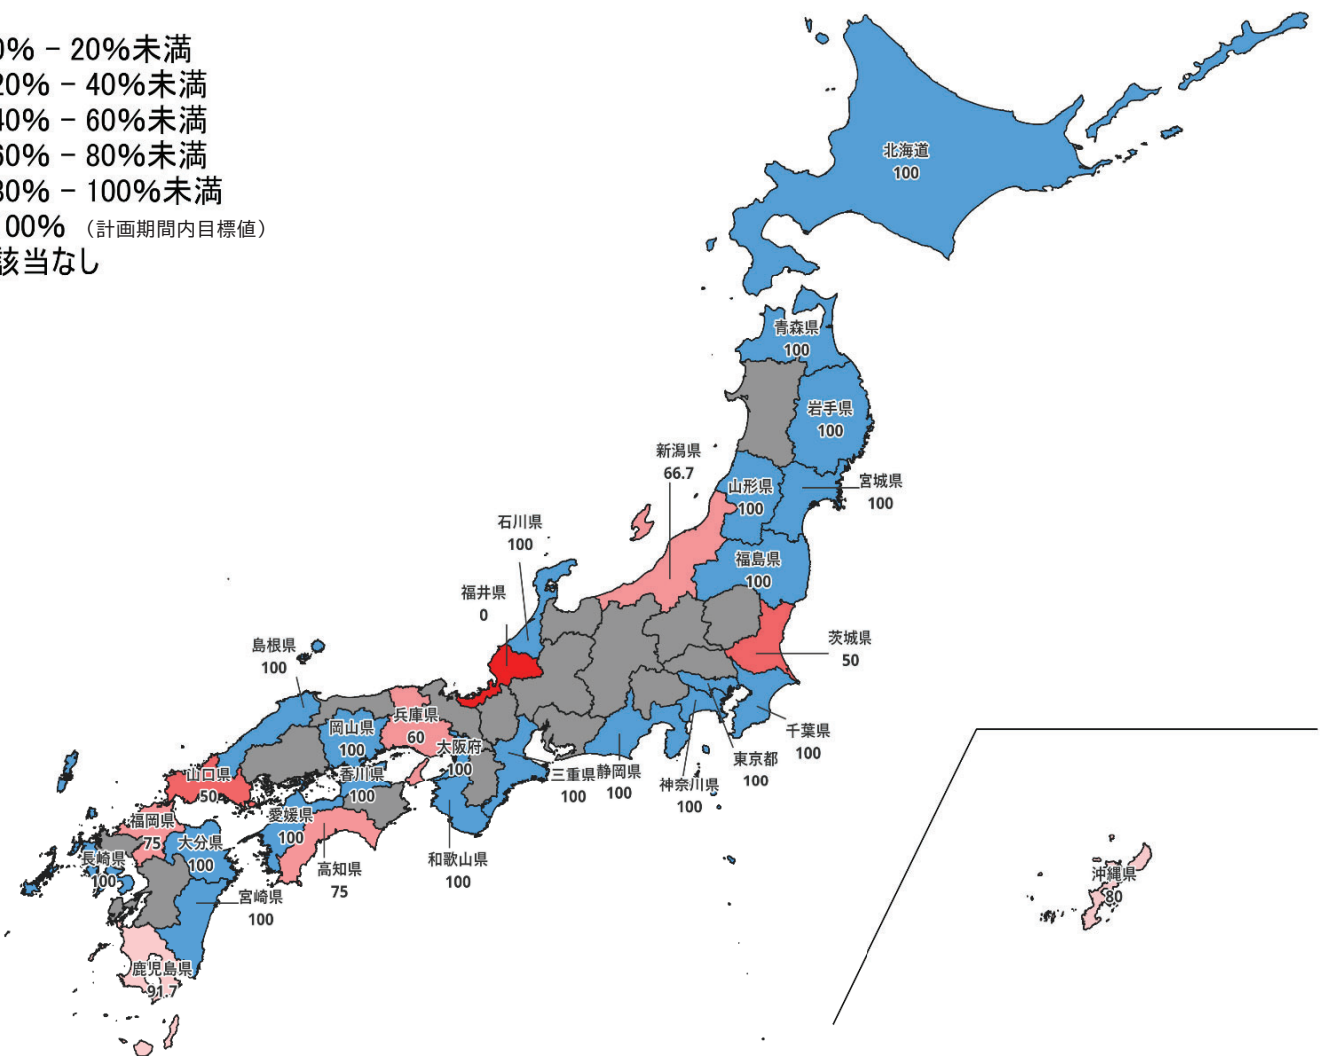 0% – 20%未満
20% – 40%未満
40% – 60%未満
60% – 80%未満
80% – 100%未満
100% （計画期間内目標値）
該当なし
北海道
100
青森県
100
岩手県
100
新潟県
66.7
山形県
100
宮城県
100
石川県
100
福島県
100
福井県
0
茨城県
50
島根県
100
兵庫県
60
岡山県
100
千葉県
100
大阪府
100
東京都
100
三重県
100
静岡県
100
神奈川県
100
山口県
50
香川県
100
愛媛県
100
福岡県
75
大分県
100
高知県
75
和歌山県
100
長崎県
100
宮崎県
100
沖縄県
80
鹿児島県
91.7